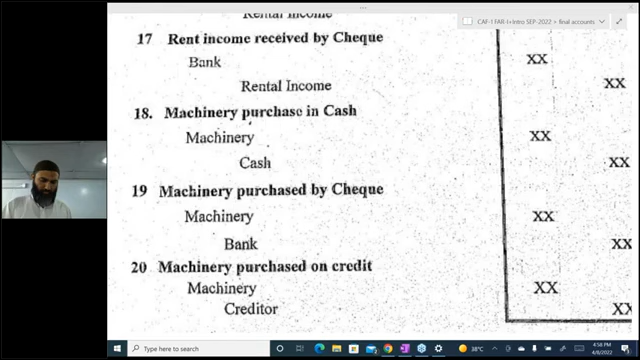 Rental Income
CAF-1 FAR-I • Intro SEP-2022 > final accounts
17 Rent income received by Cheque
Bank XX
Rental Income XX
18. Machinery purchase in Cash
Machinery XX
Cash XX
19 Machinery purchased by Cheque
Machinery XX
Bank XX
20 Machinery purchased on credit
Machinery XX
Creditor XX
Type here to search
38°C
4:58 PM
4/8/2022